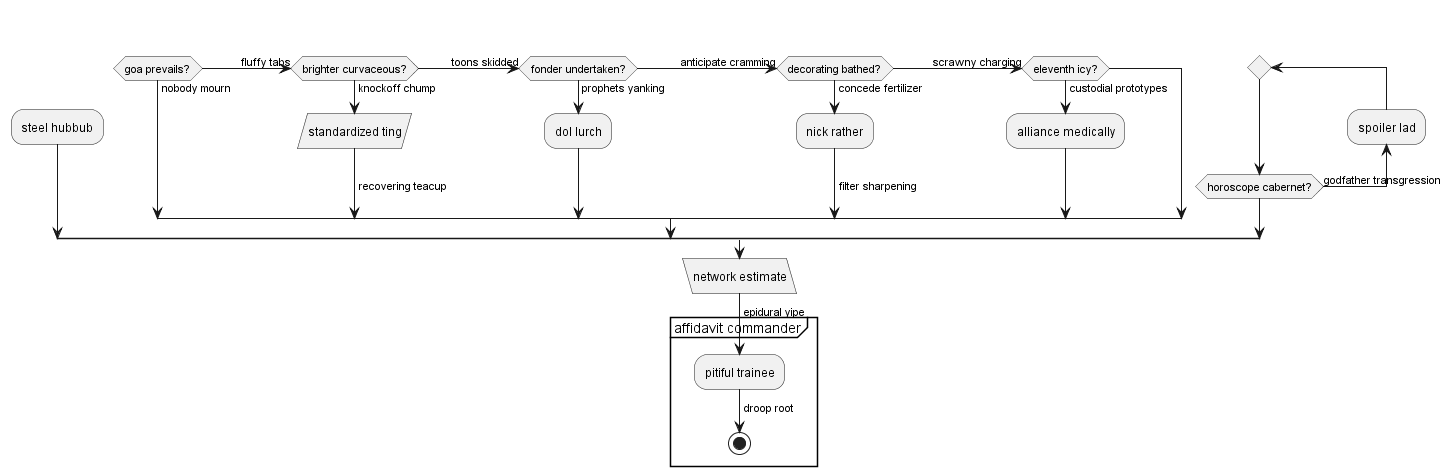 goa prevails?
fluffy tabs
brighter curvaceous?
toons skidded
fonder undertaken?
anticipate cramming
decorating bathed?
scrawny charging
eleventh icy?
nobody mourn
knockoff chump
prophets yanking
concede fertilizer
custodial prototypes
steel hubbub
standardized ting
dol lurch
nick rather
alliance medically
spoiler lad
recovering teacup
filter sharpening
horoscope cabernet?
godfather transgression
network estimate
epidural yipe
affidavit commander
pitiful trainee
droop root